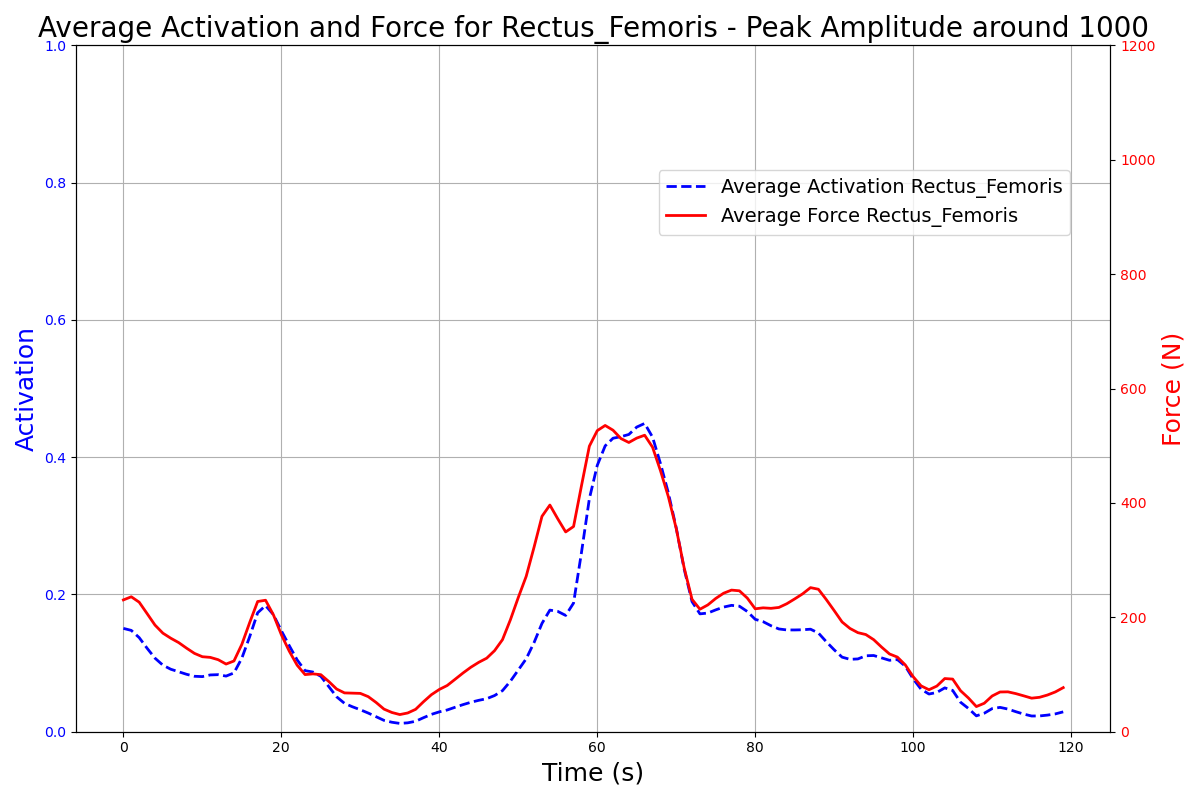 Average Activation and Force for Rectus_Femoris - Peak Amplitude around 1000
1.0
0.8
0.6
0.4
0.2
0.0
Activation
Average Activation Rectus_Femoris
Average Force Rectus_Femoris
1200
1000
800
600
400
200
0
Force (N)
0 20 40 60 80 100 120
Time (s)